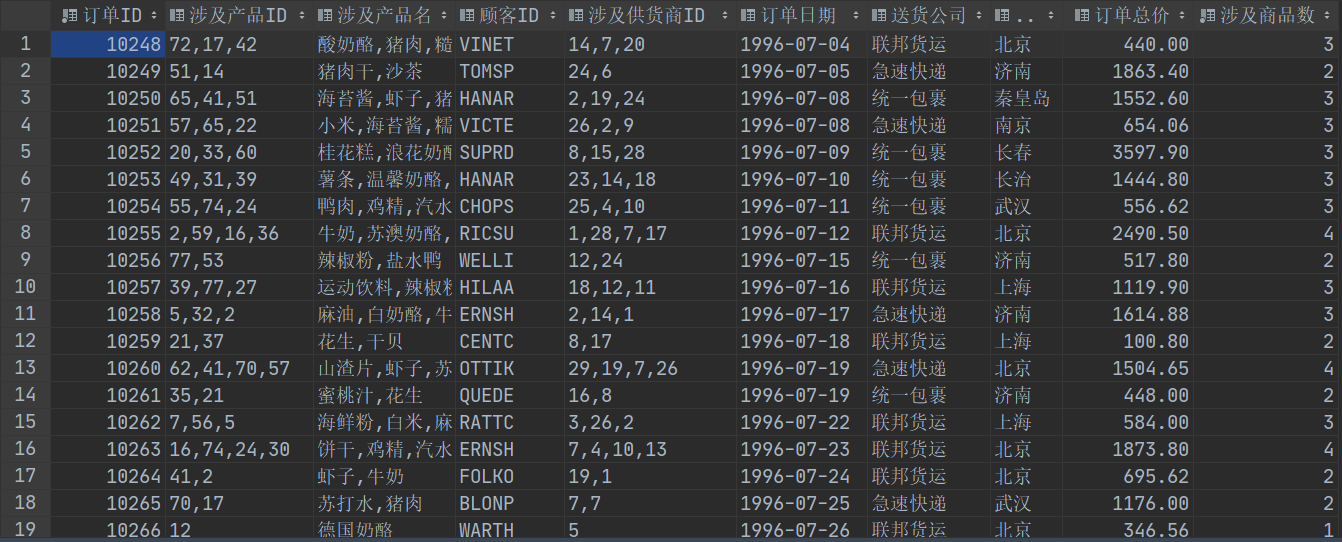 订单ID 涉及产品ID 涉及产品名 顾客ID 涉及供货商ID 订单日期 送货公司 .. 订单总价 涉及商品数
1 10248 72,17,42 酸奶酪,猪肉,糙 VINET 14,7,20 1996-07-04 联邦货运 北京 440.00 3
2 10249 51,14 猪肉干,沙茶 TOMSP 24,6 1996-07-05 急速快递 济南 1863.40 2
3 10250 65,41,51 海苔酱,虾子,猪 HANAR 2,19,24 1996-07-08 统一包裹 秦皇岛 1552.60 3
4 10251 57,65,22 小米,海苔酱,糯 VICTE 26,2,9 1996-07-08 急速快递 南京 654.06 3
5 10252 20,33,60 桂花糕,浪花奶酪 SUPRD 8,15,28 1996-07-09 统一包裹 长春 3597.90 3
6 10253 49,31,39 薯条,温馨奶酪, HANAR 23,14,18 1996-07-10 统一包裹 长治 1444.80 3
7 10254 55,74,24 鸭肉,鸡精,汽水 CHOPS 25,4,10 1996-07-11 统一包裹 武汉 556.62 3
8 10255 2,59,16,36 牛奶,苏澳奶酪, RICSU 1,28,7,17 1996-07-12 联邦货运 北京 2490.50 4
9 10256 77,53 辣椒粉,盐水鸭 WELLI 12,24 1996-07-15 统一包裹 济南 517.80 2
10 10257 39,77,27 运动饮料,辣椒粉 HILAA 18,12,11 1996-07-16 联邦货运 上海 1119.90 3
11 10258 5,32,2 麻油,白奶酪,牛 ERNSH 2,14,1 1996-07-17 急速快递 济南 1614.88 3
12 10259 21,37 花生,干贝 CENTC 8,17 1996-07-18 联邦货运 上海 100.80 2
13 10260 62,41,70,57 山渣片,虾子,苏 OTTIK 29,19,7,26 1996-07-19 急速快递 北京 1504.65 4
14 10261 35,21 蜜桃汁,花生 QUEDE 16,8 1996-07-19 统一包裹 济南 448.00 2
15 10262 7,56,5 海鲜粉,白米,麻 RATTC 3,26,2 1996-07-22 联邦货运 上海 584.00 3
16 10263 16,74,24,30 饼干,鸡精,汽水 ERNSH 7,4,10,13 1996-07-23 联邦货运 北京 1873.80 4
17 10264 41,2 虾子,牛奶 FOLKO 19,1 1996-07-24 联邦货运 北京 695.62 2
18 10265 70,17 苏打水,猪肉 BLONP 7,7 1996-07-25 急速快递 武汉 1176.00 2
19 10266 12 德国奶酪 WARTH 5 1996-07-26 联邦货运 北京 346.56 1